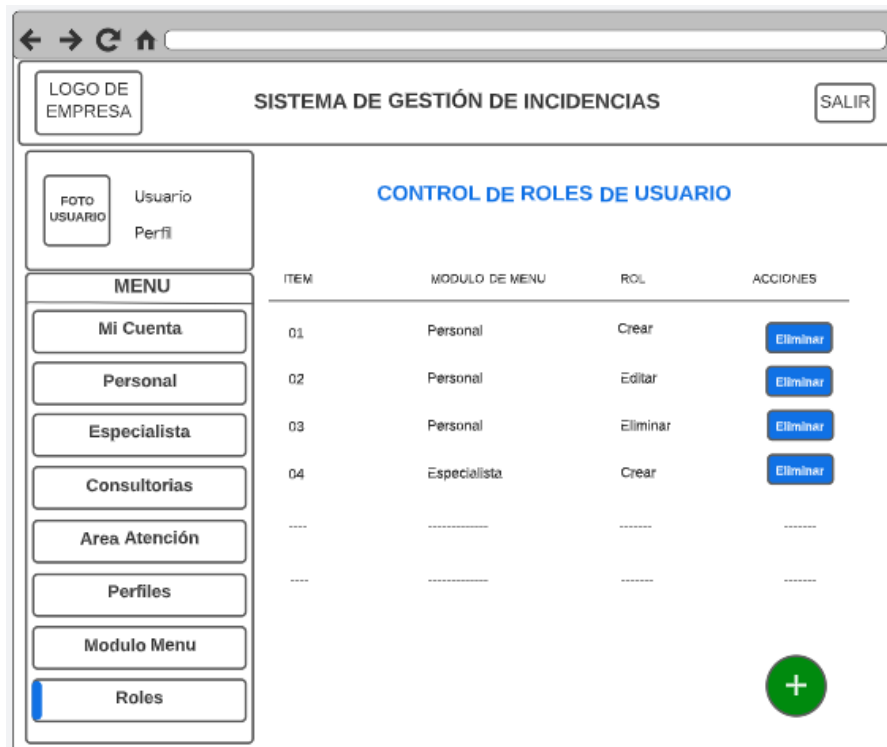 LOGO DE
EMPRESA
SISTEMA DE GESTIÓN DE INCIDENCIAS
SALIR
FOTO
USUARIO
Usuario
Perfil
MENU
Mi Cuenta
Personal
Especialista
Consultorias
Area Atención
Perfiles
Modulo Menu
Roles
CONTROL DE ROLES DE USUARIO
ITEM MODULO DE MENU ROL ACCIONES
01 Personal Crear Eliminar
02 Personal Editar Eliminar
03 Personal Eliminar Eliminar
04 Especialista Crear Eliminar
---- ------------- ------- -------
---- ------------- ------- -------
+